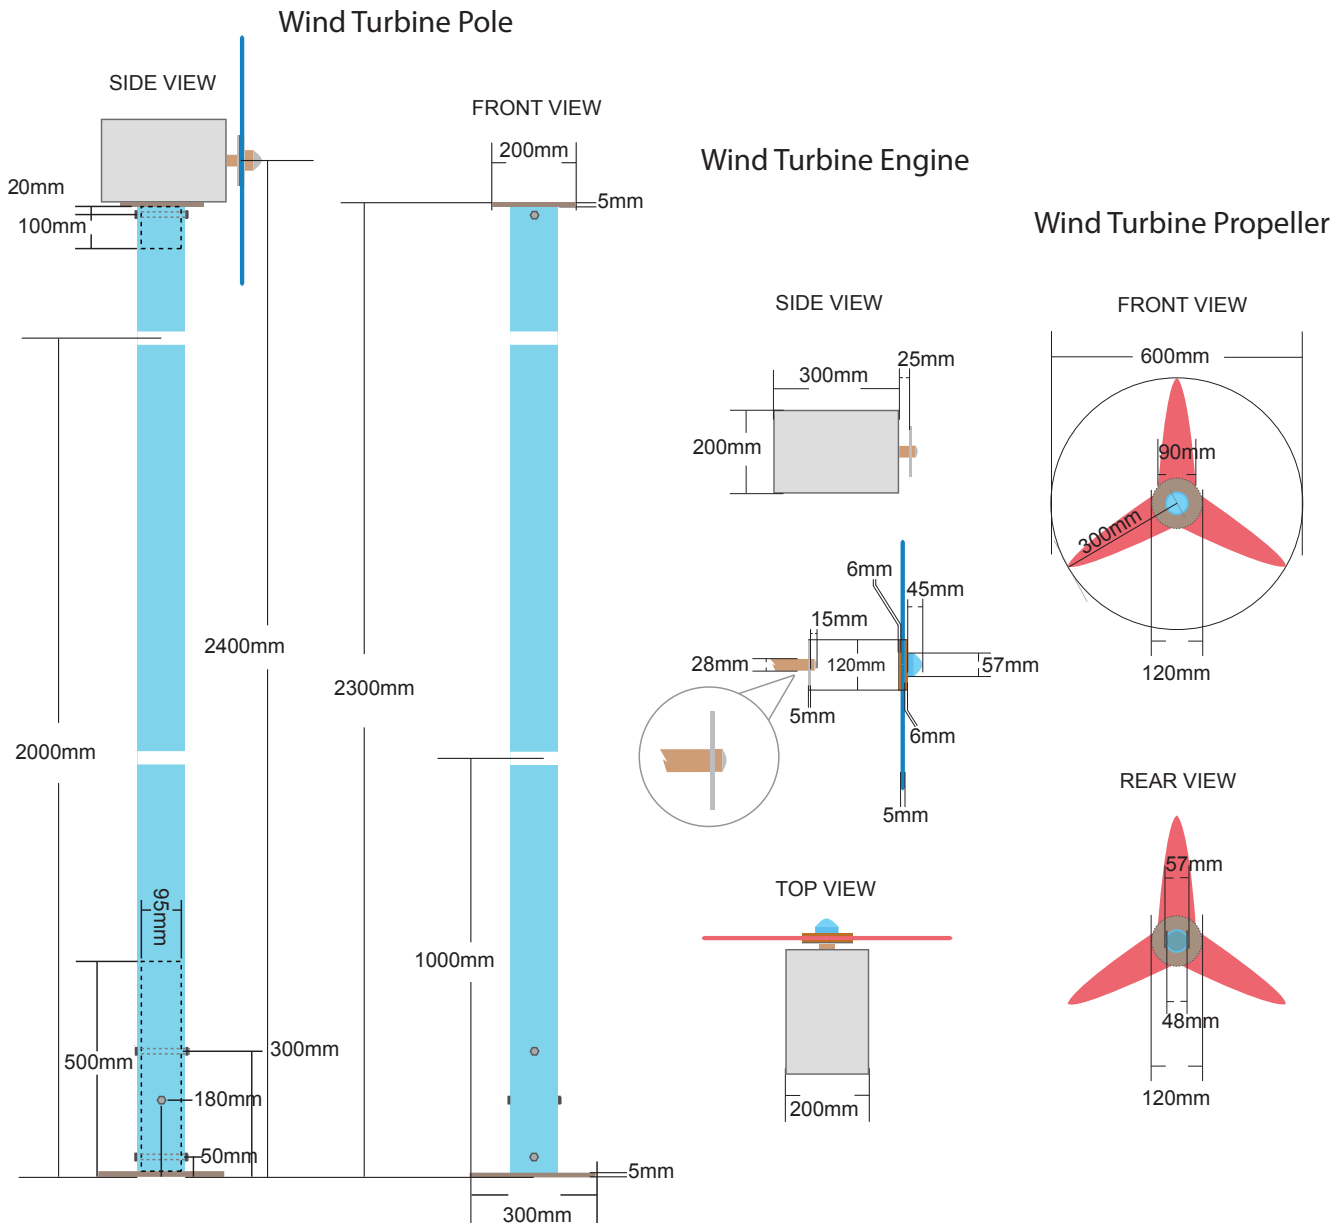 Wind Turbine Pole
SIDE VIEW
20mm
100mm
2000mm
95mm
500mm
2400mm
300mm
180mm
50mm
FRONT VIEW
200mm
5mm
2300mm
1000mm
5mm
300mm
Wind Turbine Engine
SIDE VIEW
25mm
300mm
200mm
6mm
45mm
15mm
28mm
120mm
57mm
5mm
6mm
5mm
TOP VIEW
200mm
Wind Turbine Propeller
FRONT VIEW
600mm
90mm
300mm
120mm
REAR VIEW
57mm
48mm
120mm